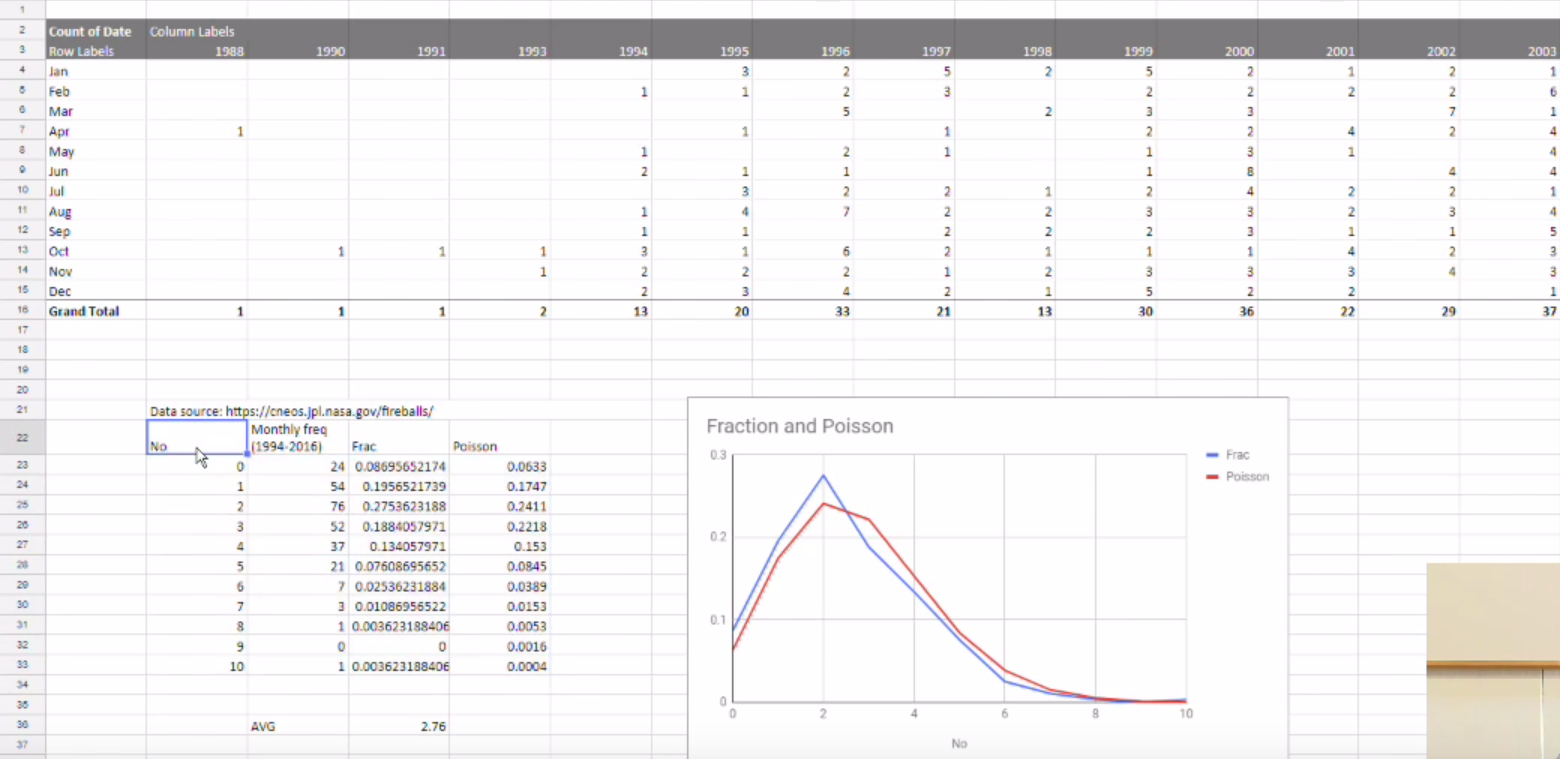 1
2 Count of Date Column Labels
3 Row Labels 1988 1990 1991 1993 1994 1995 1996 1997 1998 1999 2000 2001 2002 2003
4 Jan 3 2 5 2 5 2 1 2 1
5 Feb 1 1 2 3 2 2 2 2 6
6 Mar 5 2 3 3 7 1
7 Apr 1 1 1 2 2 4 2 4
8 May 1 2 1 1 3 1 4
9 Jun 2 1 1 1 8 4 4
10 Jul 3 2 2 1 2 4 2 2 1
11 Aug 1 4 7 2 2 3 3 2 3 4
12 Sep 1 1 2 2 2 3 1 1 5
13 Oct 1 1 1 3 1 6 2 1 1 1 4 2 3
14 Nov 1 2 2 2 1 2 3 3 3 4 3
15 Dec 2 3 4 2 1 5 2 2 1
16 Grand Total 1 1 1 2 13 20 33 21 13 30 36 22 29 37
17
18
19
20
21 Data source: https://cneos.jpl.nasa.gov/fireballs/
Monthly freq
22 No (1994-2016) Frac Poisson
23 0 24 0.08695652174 0.0633
24 1 54 0.1956521739 0.1747
25 2 76 0.2753623188 0.2411
26 3 52 0.1884057971 0.2218
27 4 37 0.134057971 0.153
28 5 21 0.07608695652 0.0845
29 6 7 0.02536231884 0.0389
30 7 3 0.01086956522 0.0153
31 8 1 0.003623188406 0.0053
32 9 0 0 0.0016
33 10 1 0.003623188406 0.0004
34
35
36 AVG 2.76
37
Fraction and Poisson
0.3
0.2
0.1
0
0 2 4 6 8 10
No
Frac
Poisson